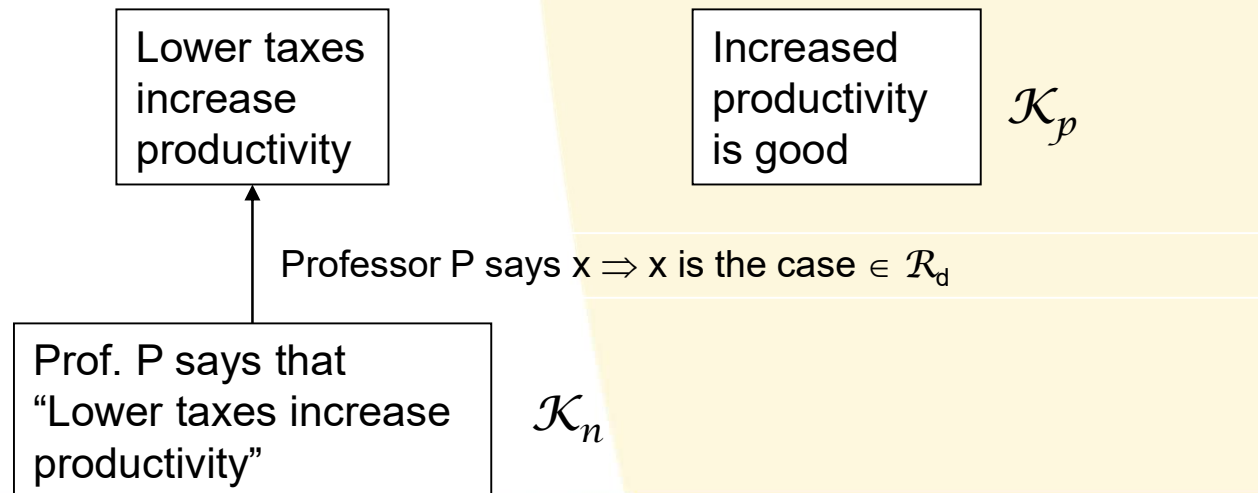 Lower taxes
increase
productivity
Increased
productivity
is good
𝒦ₚ
Professor P says x ⇒ x is the case ∈ ℛ_d
Prof. P says that
“Lower taxes increase
productivity”
𝒦ₙ